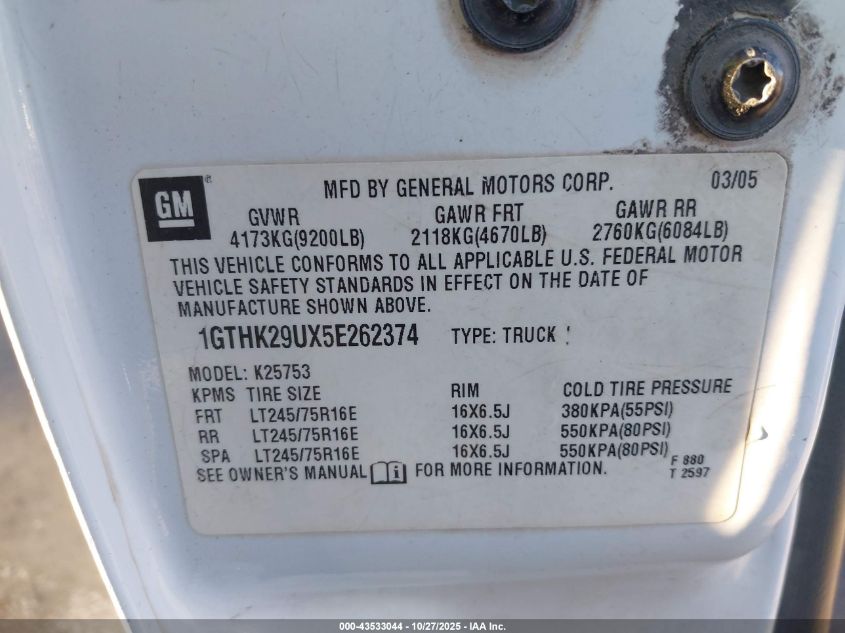 GM
MFD BY GENERAL MOTORS CORP. 03/05
GVWR GAWR FRT GAWR RR
4173KG(9200LB) 2118KG(4670LB) 2760KG(6084LB)
THIS VEHICLE CONFORMS TO ALL APPLICABLE U.S. FEDERAL MOTOR
VEHICLE SAFETY STANDARDS IN EFFECT ON THE DATE OF
MANUFACTURE SHOWN ABOVE.
1GTHK29UX5E262374 TYPE: TRUCK
MODEL: K25753
KPMS TIRE SIZE RIM COLD TIRE PRESSURE
FRT LT245/75R16E 16X6.5J 380KPA(55PSI)
RR LT245/75R16E 16X6.5J 550KPA(80PSI)
SPA LT245/75R16E 16X6.5J 550KPA(80PSI)
SEE OWNER'S MANUAL FOR MORE INFORMATION.
F 880
T 2597
000-43533044 / 10/27/2025 - IAA Inc.